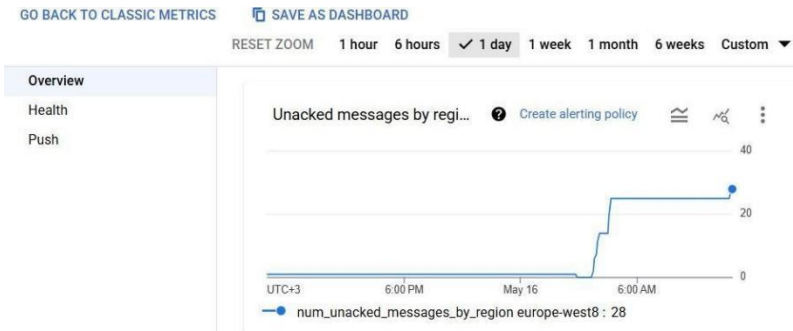 GO BACK TO CLASSIC METRICS SAVE AS DASHBOARD
RESET ZOOM 1 hour 6 hours 1 day 1 week 1 month 6 weeks Custom
Overview
Health
Push
Unacked messages by regi... ? Create alerting policy
40
20
0
UTC+3 6:00 PM May 16 6:00 AM
num_unacked_messages_by_region europe-west8 : 28